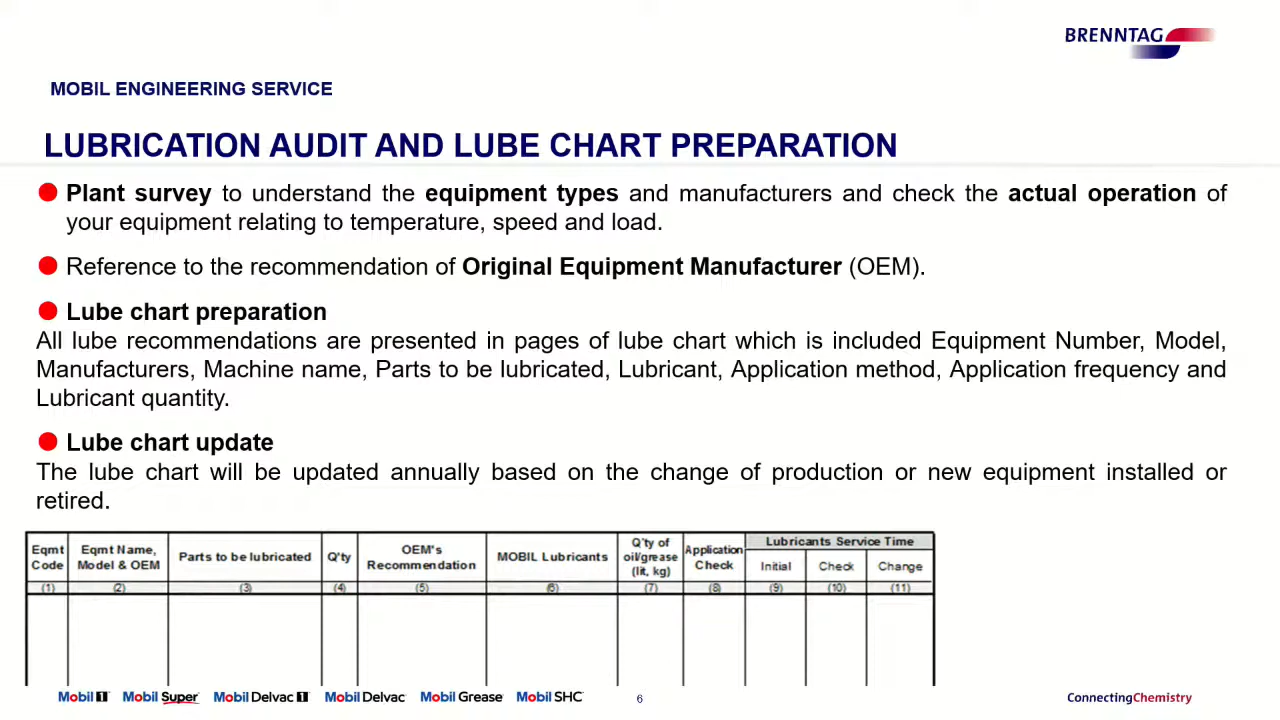 BRENNTAG
MOBIL ENGINEERING SERVICE
LUBRICATION AUDIT AND LUBE CHART PREPARATION
Plant survey to understand the equipment types and manufacturers and check the actual operation of
your equipment relating to temperature, speed and load.
Reference to the recommendation of Original Equipment Manufacturer (OEM).
Lube chart preparation
All lube recommendations are presented in pages of lube chart which is included Equipment Number, Model,
Manufacturers, Machine name, Parts to be lubricated, Lubricant, Application method, Application frequency and
Lubricant quantity.
Lube chart update
The lube chart will be updated annually based on the change of production or new equipment installed or
retired.
Eqmt
Code
Eqmt Name,
Model & OEM
Parts to be lubricated
Q'ty
OEM's
Recommendation
MOBIL Lubricants
Q'ty of
oil/grease
(lit, kg)
Application
Check
Lubricants Service Time
Initial
Check
Change
(1)
(2)
(3)
(4)
(5)
(6)
(7)
(8)
(9)
(10)
(11)
Mobil 1
Mobil Super
Mobil Delvac 1
Mobil Delvac
Mobil Grease
Mobil SHC
6
ConnectingChemistry